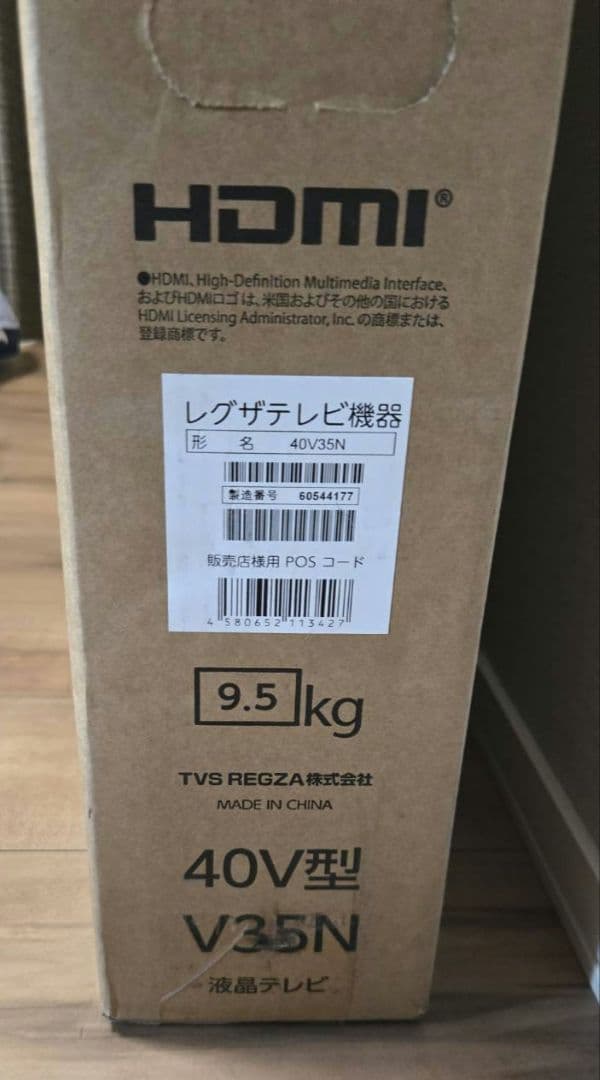 HDMI®
●HDMI、High-Definition Multimedia Interface、
およびHDMIロゴ は、米国およびその他の国における
HDMI Licensing Administrator, Inc. の商標または、
登録商標です。
レグザテレビ機器
形 名 40V35N
製造番号 60544177
販売店様用 POS コード
4 580652 113427
9.5 kg
TVS REGZA株式会社
MADE IN CHINA
40V型
V35N
液晶テレビ